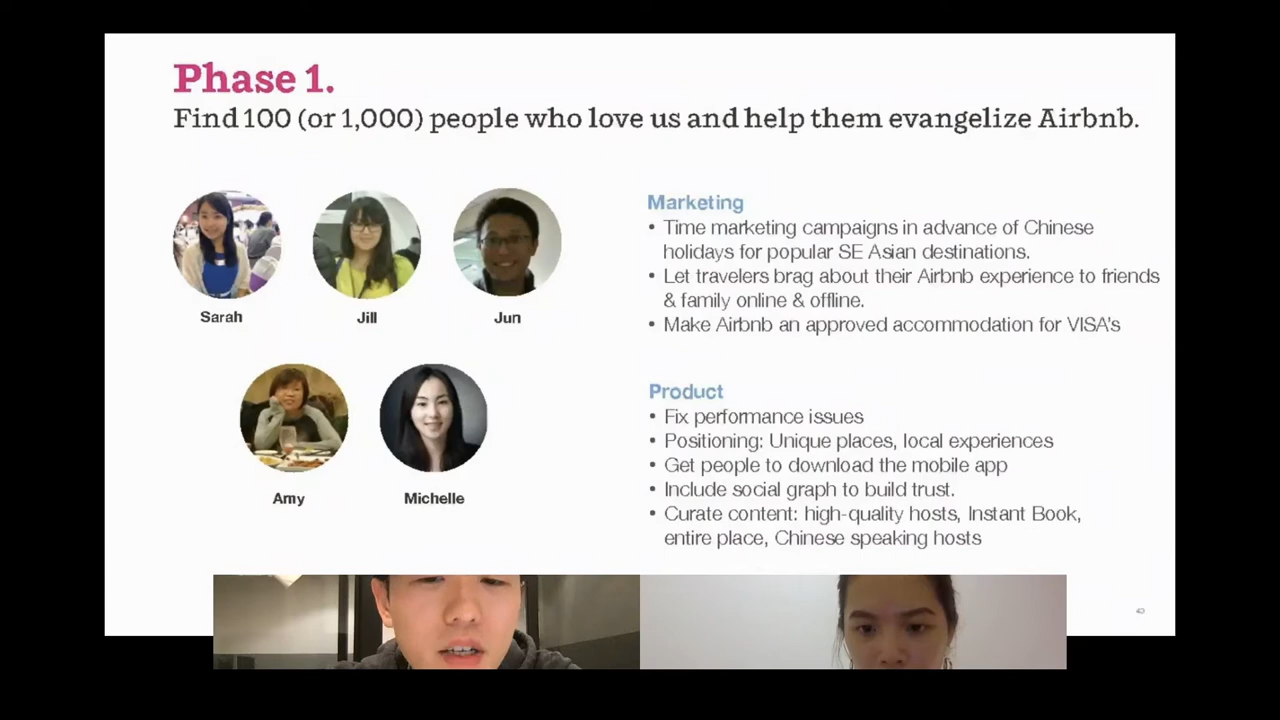 Phase 1.
Find 100 (or 1,000) people who love us and help them evangelize Airbnb.
Sarah
Jill
Jun
Amy
Michelle
Marketing
• Time marketing campaigns in advance of Chinese
holidays for popular SE Asian destinations.
• Let travelers brag about their Airbnb experience to friends
& family online & offline.
• Make Airbnb an approved accommodation for VISA's
Product
• Fix performance issues
• Positioning: Unique places, local experiences
• Get people to download the mobile app
• Include social graph to build trust.
• Curate content: high-quality hosts, Instant Book,
entire place, Chinese speaking hosts